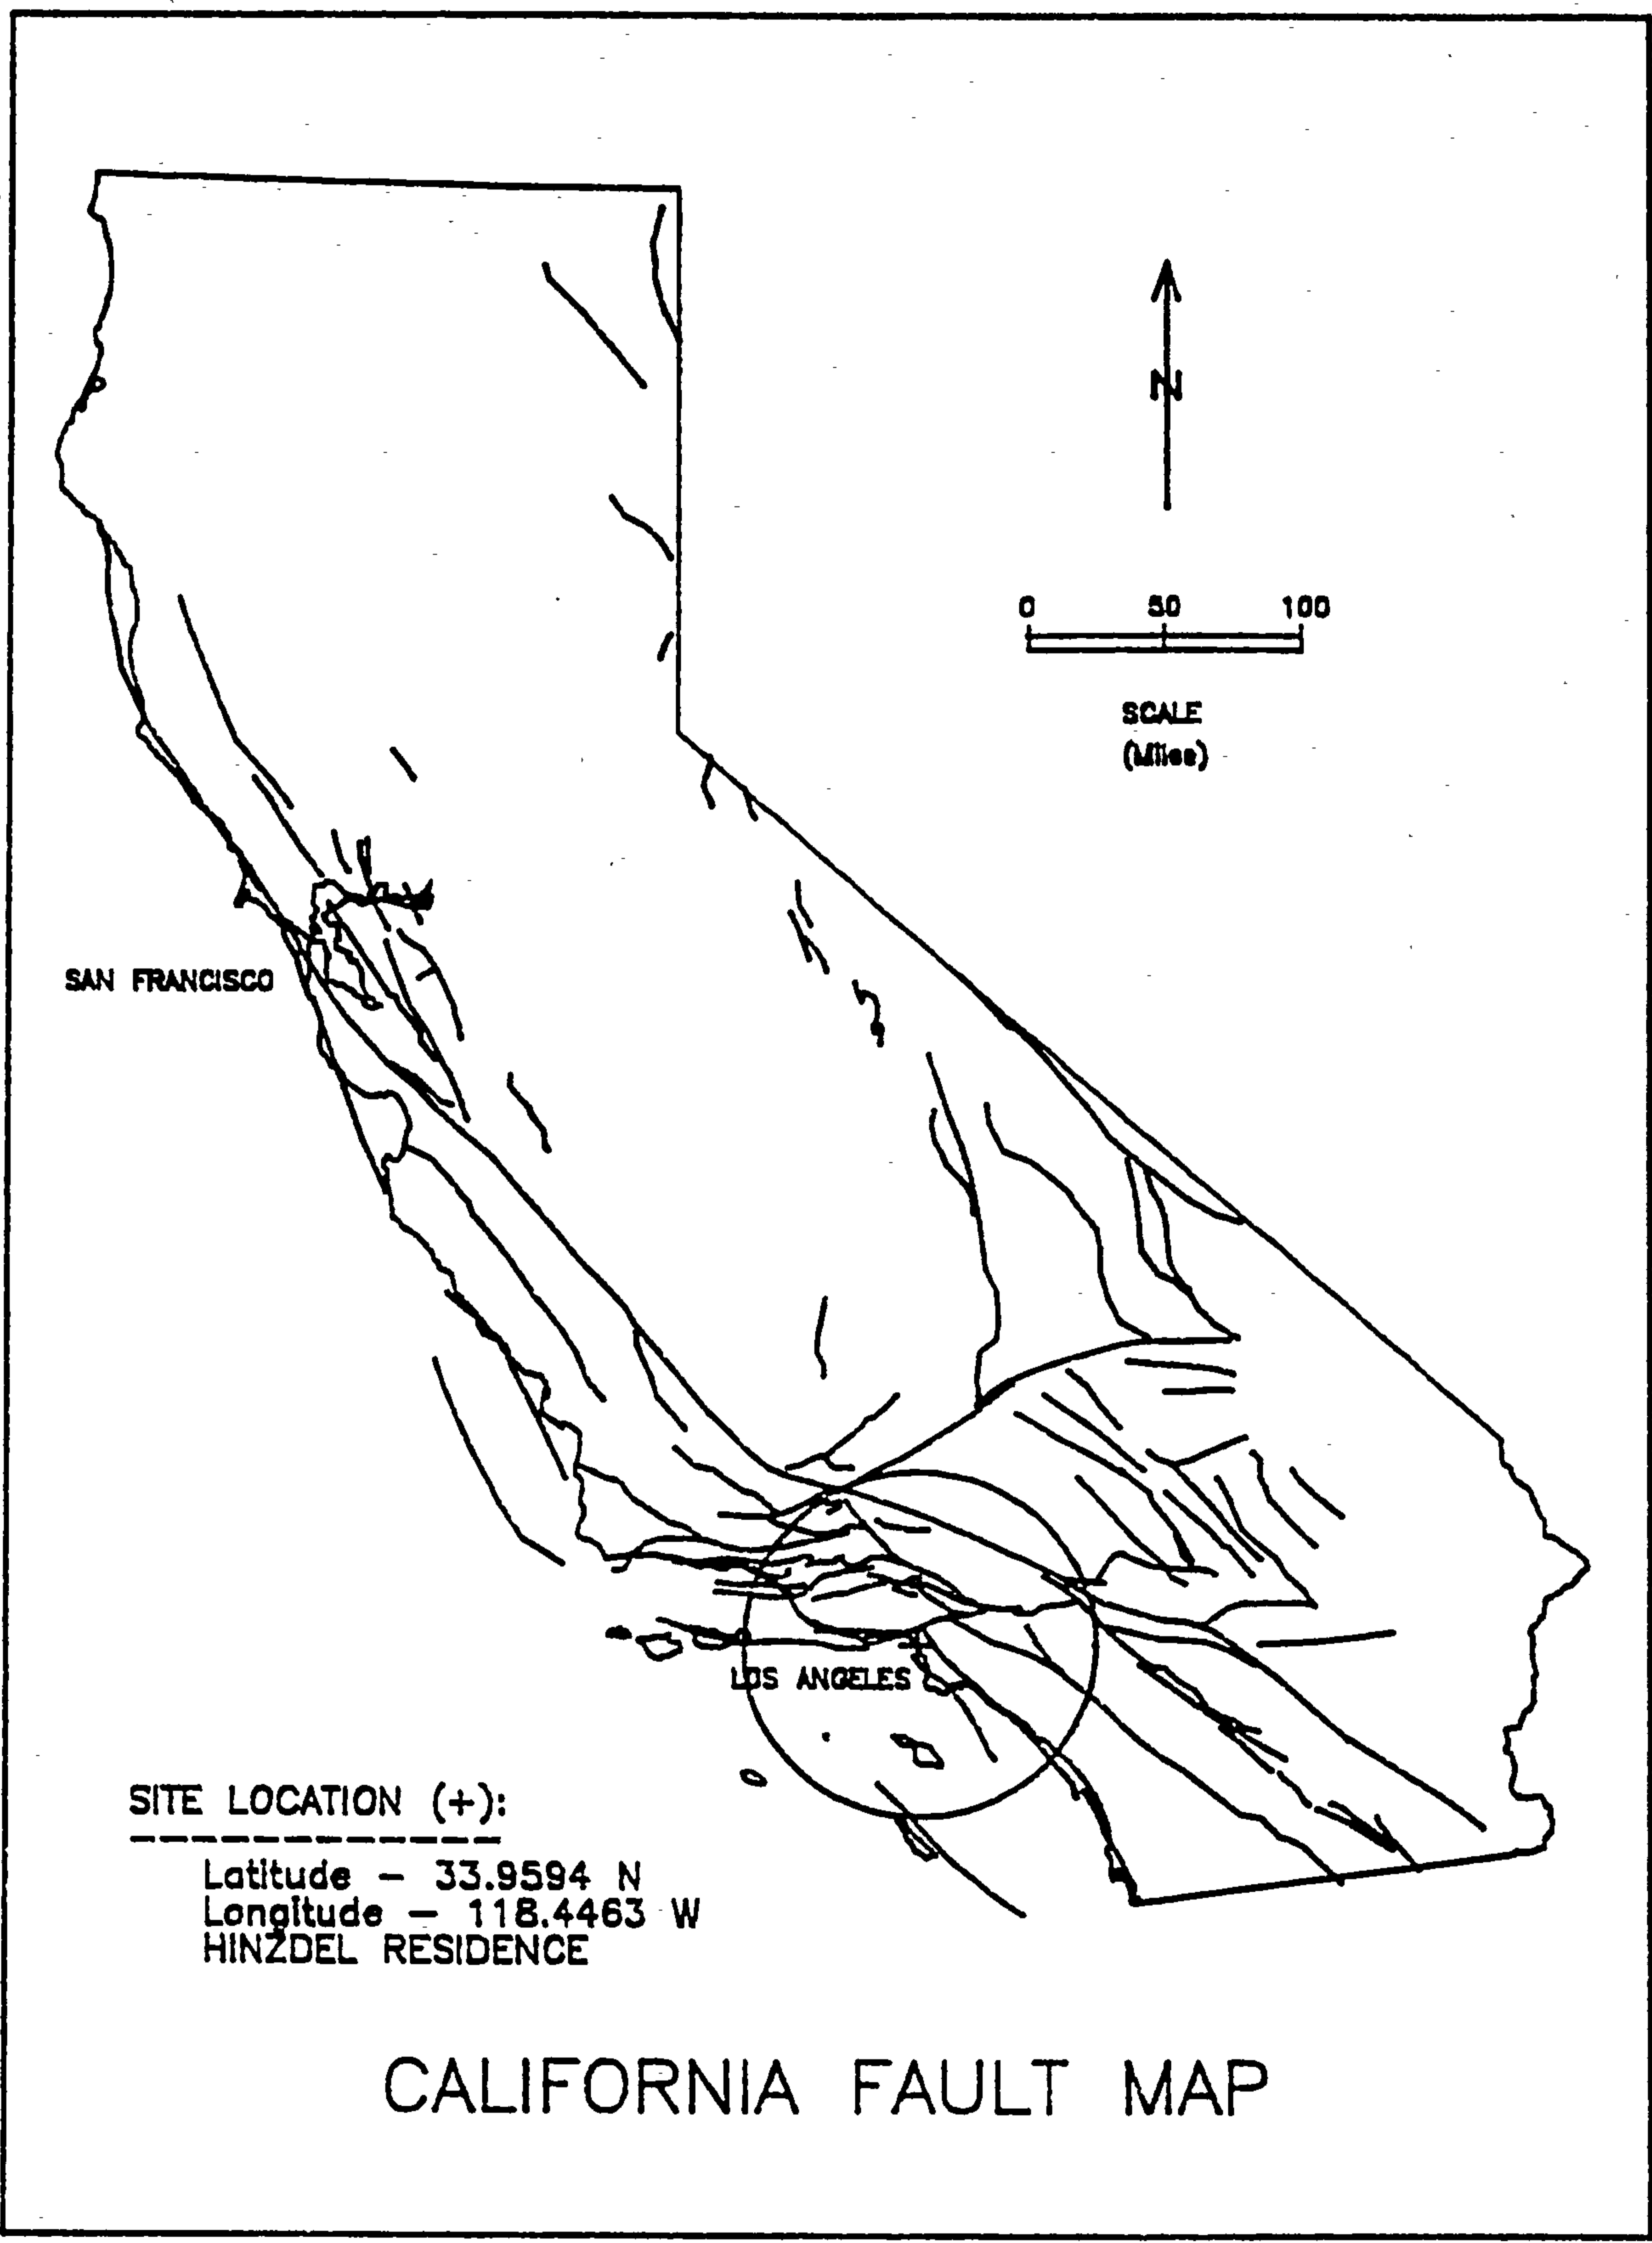 N
0 50 100
SCALE
(Miles)
SAN FRANCISCO
LOS ANGELES
SITE LOCATION (+):
Latitude - 33.9594 N
Longitude - 118.4463 W
HINZDEL RESIDENCE
CALIFORNIA FAULT MAP